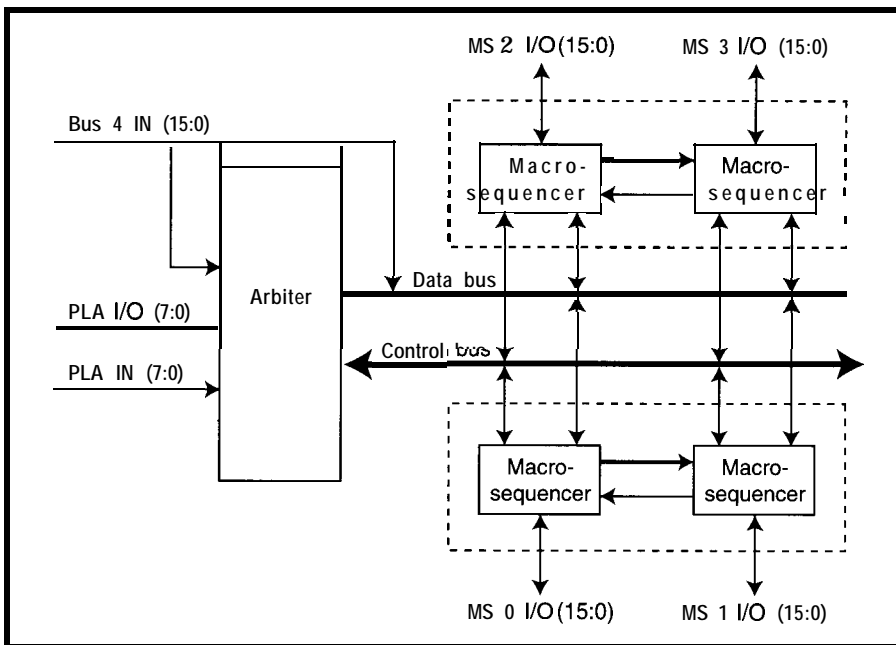 MS 2 I/O (15:0)
MS 3 I/O (15:0)
Bus 4 IN (15:0)
Macro-
sequencer
Macro-
sequencer
Data bus
Arbiter
PLA I/O (7:0)
Control bus
PLA IN (7:0)
Macro-
sequencer
Macro-
sequencer
MS 0 I/O (15:0)
MS 1 I/O (15:0)